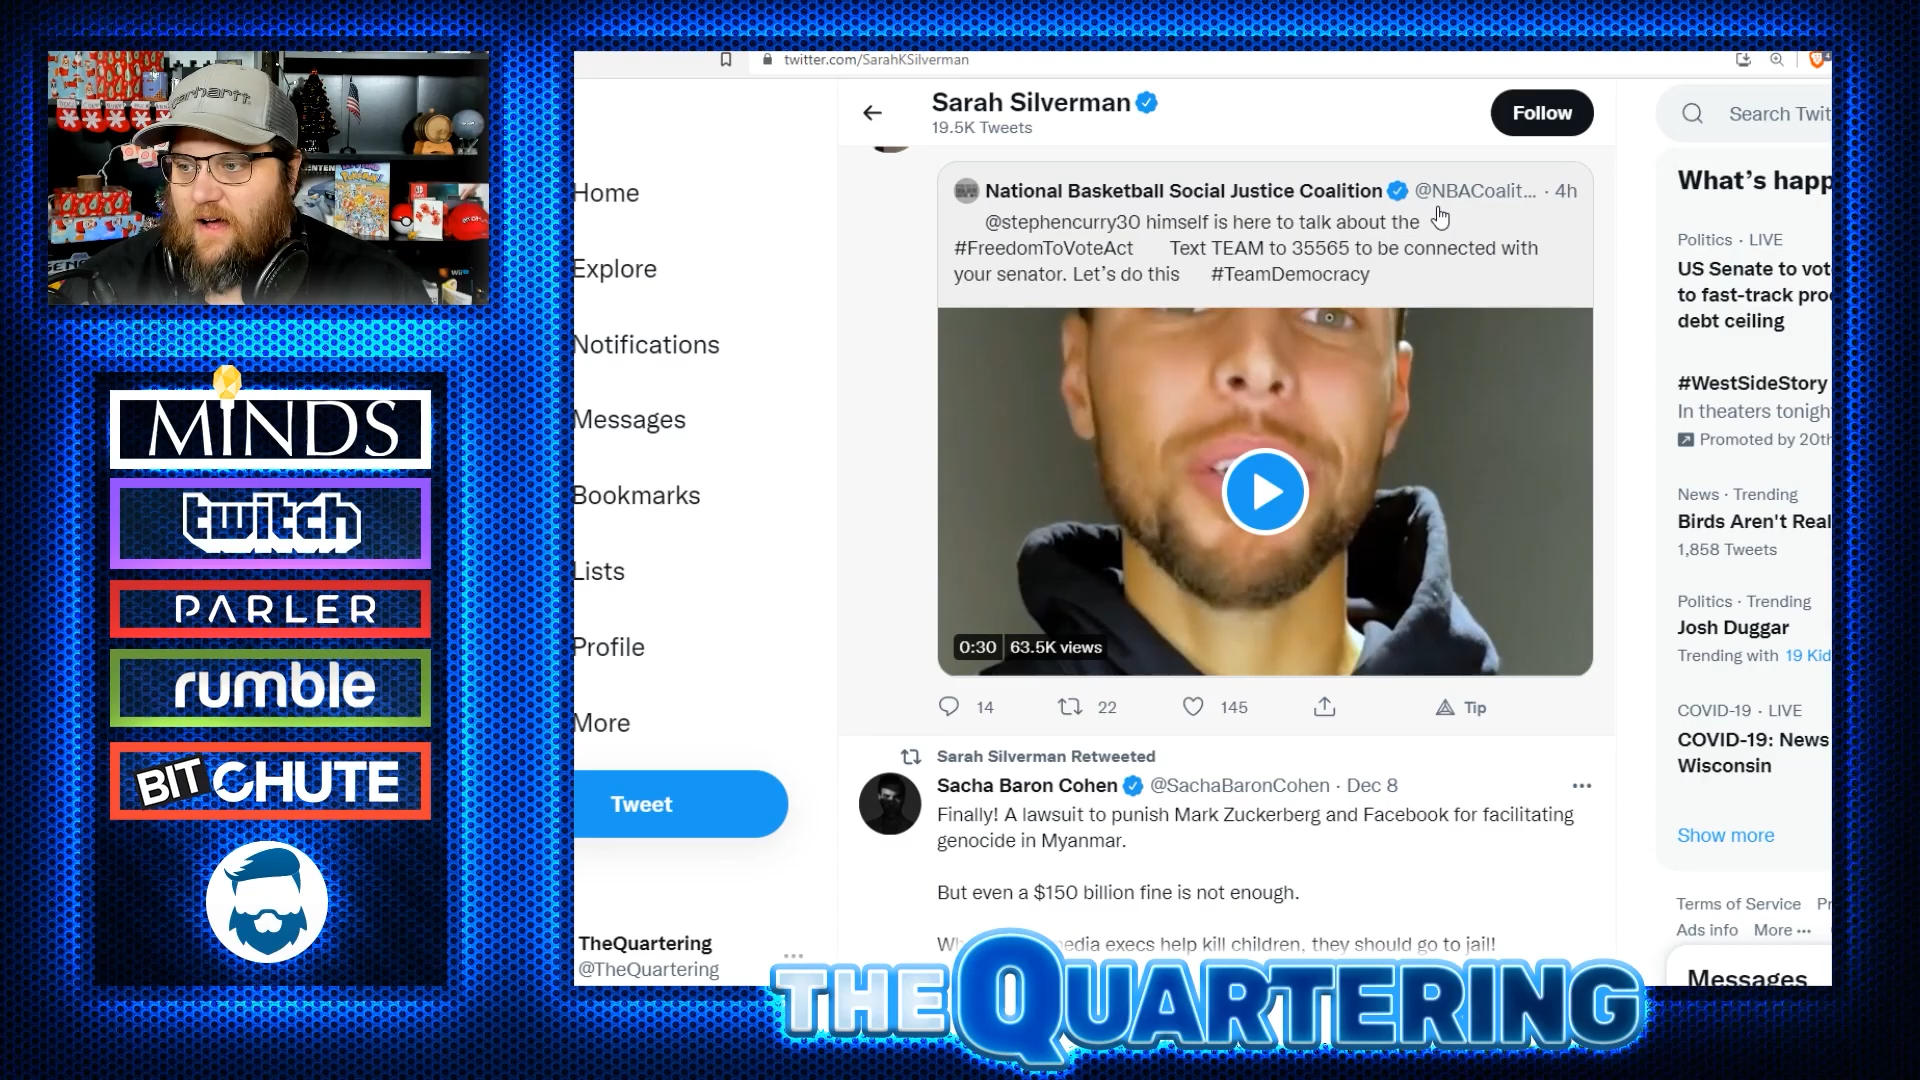 carhartt
MINDS
twitch
PARLER
rumble
BITCHUTE
twitter.com/SarahKSilverman
Home
Explore
Notifications
Messages
Bookmarks
Lists
Profile
More
Tweet
TheQuartering
@TheQuartering
Sarah Silverman
19.5K Tweets
Follow
National Basketball Social Justice Coalition @NBACoalit... · 4h
@stephencurry30 himself is here to talk about the
#FreedomToVoteAct Text TEAM to 35565 to be connected with
your senator. Let's do this #TeamDemocracy
0:30 63.5K views
14 22 145 Tip
Sarah Silverman Retweeted
Sacha Baron Cohen @SachaBaronCohen · Dec 8
Finally! A lawsuit to punish Mark Zuckerberg and Facebook for facilitating
genocide in Myanmar.
But even a $150 billion fine is not enough.
execs help kill children, they should go to jail!
Search Twit
What's happ
Politics · LIVE
US Senate to vot
to fast-track pro
debt ceiling
#WestSideStory
In theaters tonigh
Promoted by 20th
News · Trending
Birds Aren't Real
1,858 Tweets
Politics · Trending
Josh Duggar
Trending with 19 Kid
COVID-19 · LIVE
COVID-19: News
Wisconsin
Show more
Terms of Service Pr
Ads info More ···
Messages
THE QUARTERING